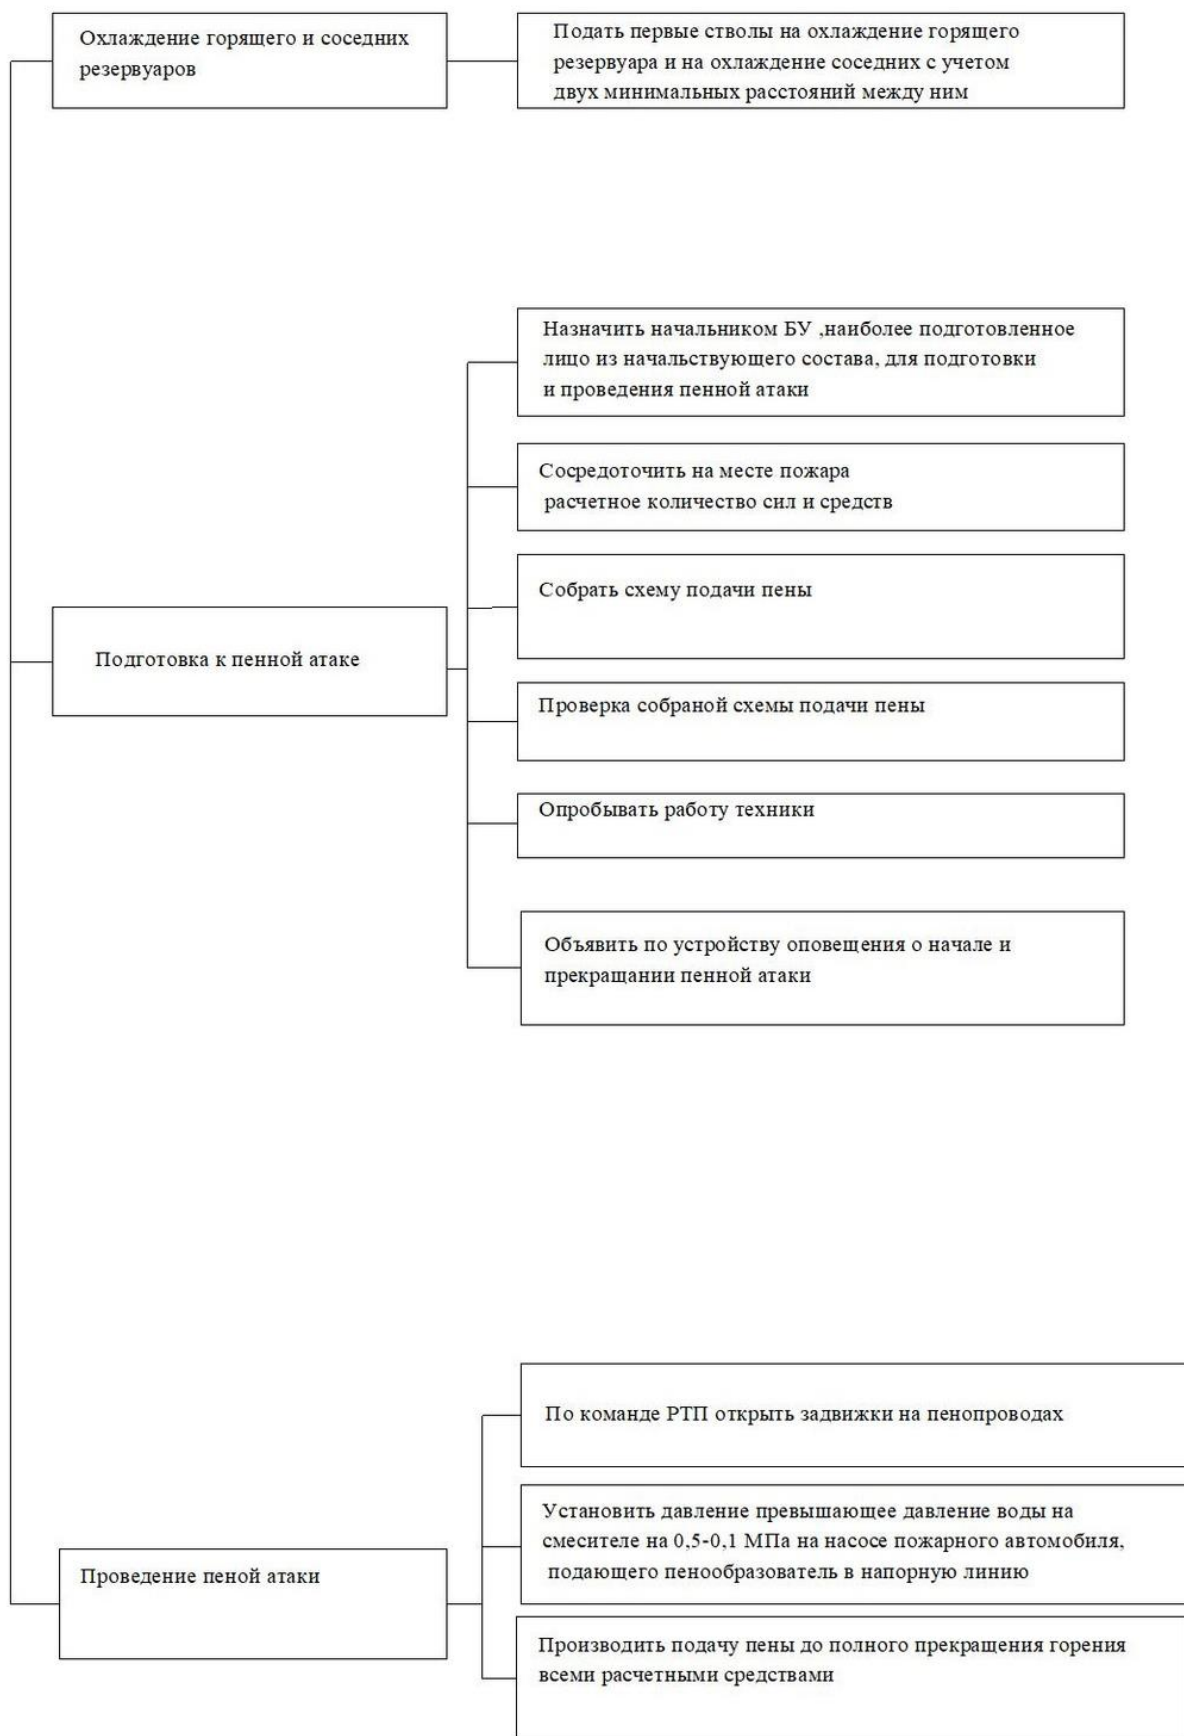 Охлаждение горящего и соседних
резервуаров
Подать первые стволы на охлаждение горящего
резервуара и на охлаждение соседних с учетом
двух минимальных расстояний между ним
Назначить начальником БУ ,наиболее подготовленное
лицо из начальствующего состава, для подготовки
и проведения пенной атаки
Сосредоточить на месте пожара
расчетное количество сил и средств
Собрать схему подачи пены
Подготовка к пенной атаке
Проверка собраной схемы подачи пены
Опробывать работу техники
Объявить по устройству оповещения о начале и
прекращании пенной атаки
По команде РТП открыть задвижки на пенопроводах
Установить давление превышающее давление воды на
смесителе на 0,5-0,1 МПа на насосе пожарного автомобиля,
подающего пенообразователь в напорную линию
Проведение пеной атаки
Производить подачу пены до полного прекращения горения
всеми расчетными средствами